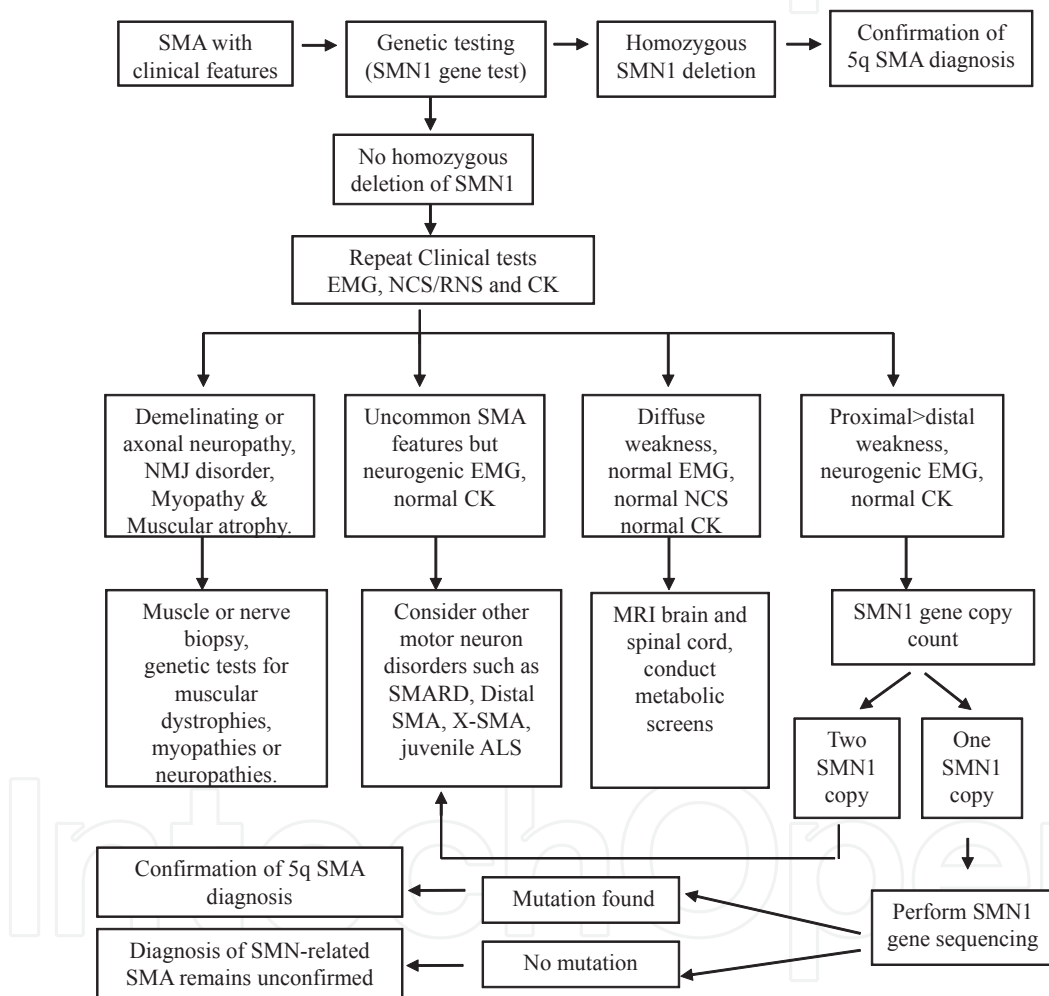 SMA with
clinical features
Genetic testing
(SMN1 gene test)
Homozygous
SMN1 deletion
Confirmation of
5q SMA diagnosis
No homozygous
deletion of SMN1
Repeat Clinical tests
EMG, NCS/RNS and CK
Demelinating or
axonal neuropathy,
NMJ disorder,
Myopathy &
Muscular atrophy.
Uncommon SMA
features but
neurogenic EMG,
normal CK
Diffuse
weakness,
normal EMG,
normal NCS
normal CK
Proximal>distal
weakness,
neurogenic EMG,
normal CK
Muscle or nerve
biopsy,
genetic tests for
muscular
dystrophies,
myopathies or
neuropathies.
Consider other
motor neuron
disorders such as
SMARD, Distal
SMA, X-SMA,
juvenile ALS
MRI brain and
spinal cord,
conduct
metabolic
screens
SMN1 gene copy
count
Two
SMN1
copy
One
SMN1
copy
Confirmation of 5q SMA
diagnosis
Mutation found
Perform SMN1
gene sequencing
Diagnosis of SMN-related
SMA remains unconfirmed
No mutation
IntechOpe